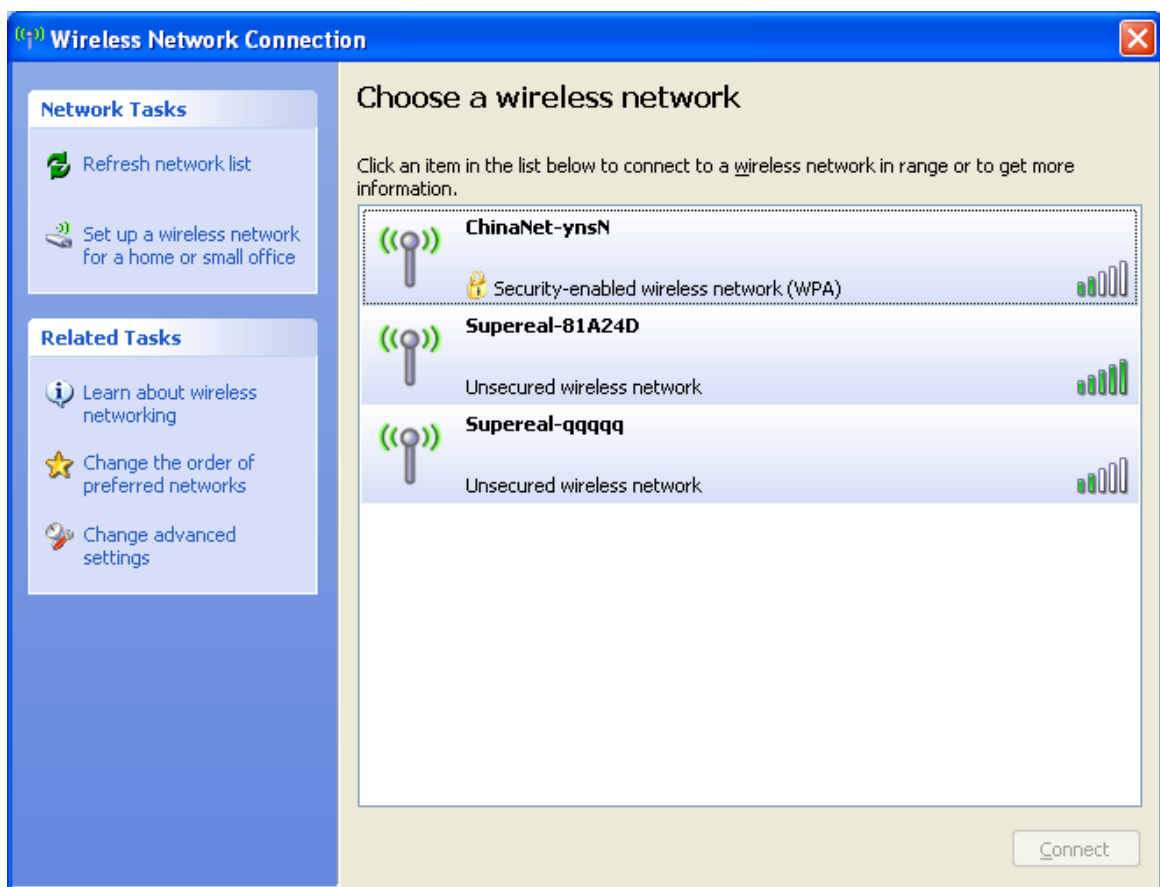 Wireless Network Connection
Network Tasks
Refresh network list
Set up a wireless network
for a home or small office
Related Tasks
Learn about wireless
networking
Change the order of
preferred networks
Change advanced
settings
Choose a wireless network
Click an item in the list below to connect to a wireless network in range or to get more
information.
ChinaNet-ynsN
Security-enabled wireless network (WPA)
Supereal-81A24D
Unsecured wireless network
Supereal-qqqqq
Unsecured wireless network
Connect